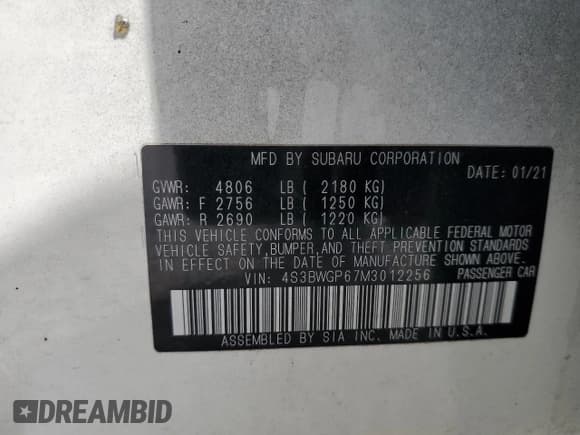 MFD BY SUBARU CORPORATION
DATE: 01/21
GVWR: 4806 LB ( 2180 KG)
GAWR: F 2756 LB ( 1250 KG)
GAWR: R 2690 LB ( 1220 KG)
THIS VEHICLE CONFORMS TO ALL APPLICABLE FEDERAL MOTOR
VEHICLE SAFETY,BUMPER,AND THEFT PREVENTION STANDARDS
IN EFFECT ON THE DATE OF MANUFACTURE SHOWN ABOVE.
VIN: 4S3BWGP67M3012256 PASSENGER CAR
ASSEMBLED BY SIA INC. MADE IN U.S.A.
DREAMBID